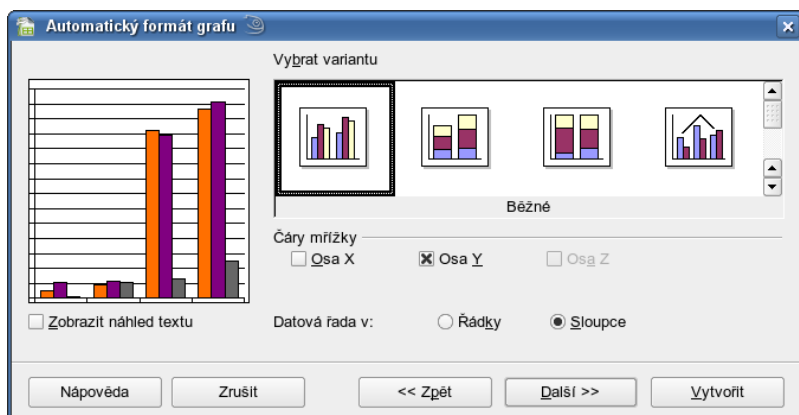 Automatický formát grafu
Vybrat variantu
Běžné
Čáry mřížky
Osa X
Osa Y
Osa Z
Zobrazit náhled textu
Datová řada v:
Řádky
Sloupce
Nápověda
Zrušit
<< Zpět
Další >>
Vytvořit